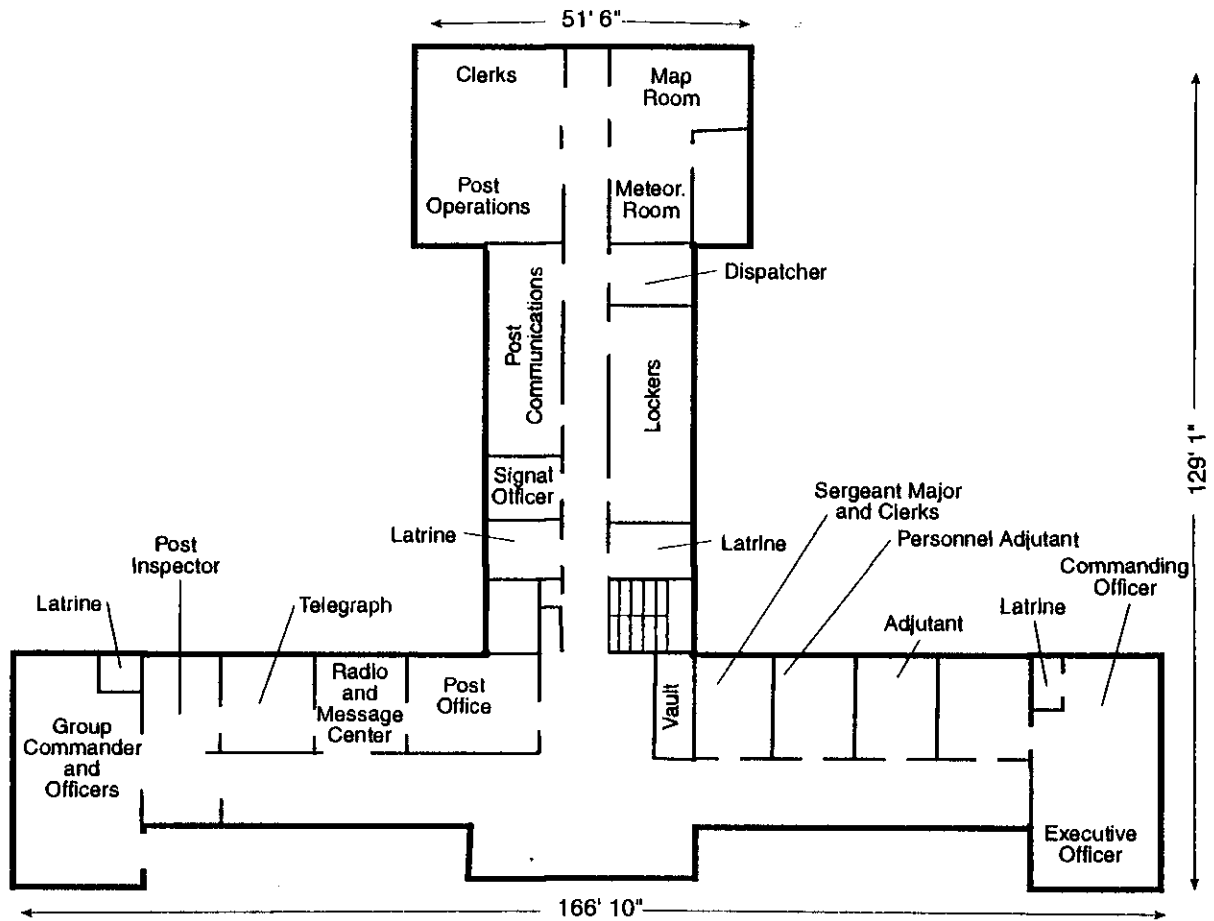 51' 6"
Clerks
Map
Room
Post
Operations
Meteor.
Room
Dispatcher
Post
Communications
Lockers
129' 1"
Signal
Officer
Sergeant Major
and Clerks
Latrine
Latrine
Personnel Adjutant
Post
Inspector
Commanding
Officer
Latrine
Telegraph
Latrine
Adjutant
Radio
and
Message
Center
Post
Office
Vault
Group
Commander
and
Officers
Executive
Officer
166' 10"